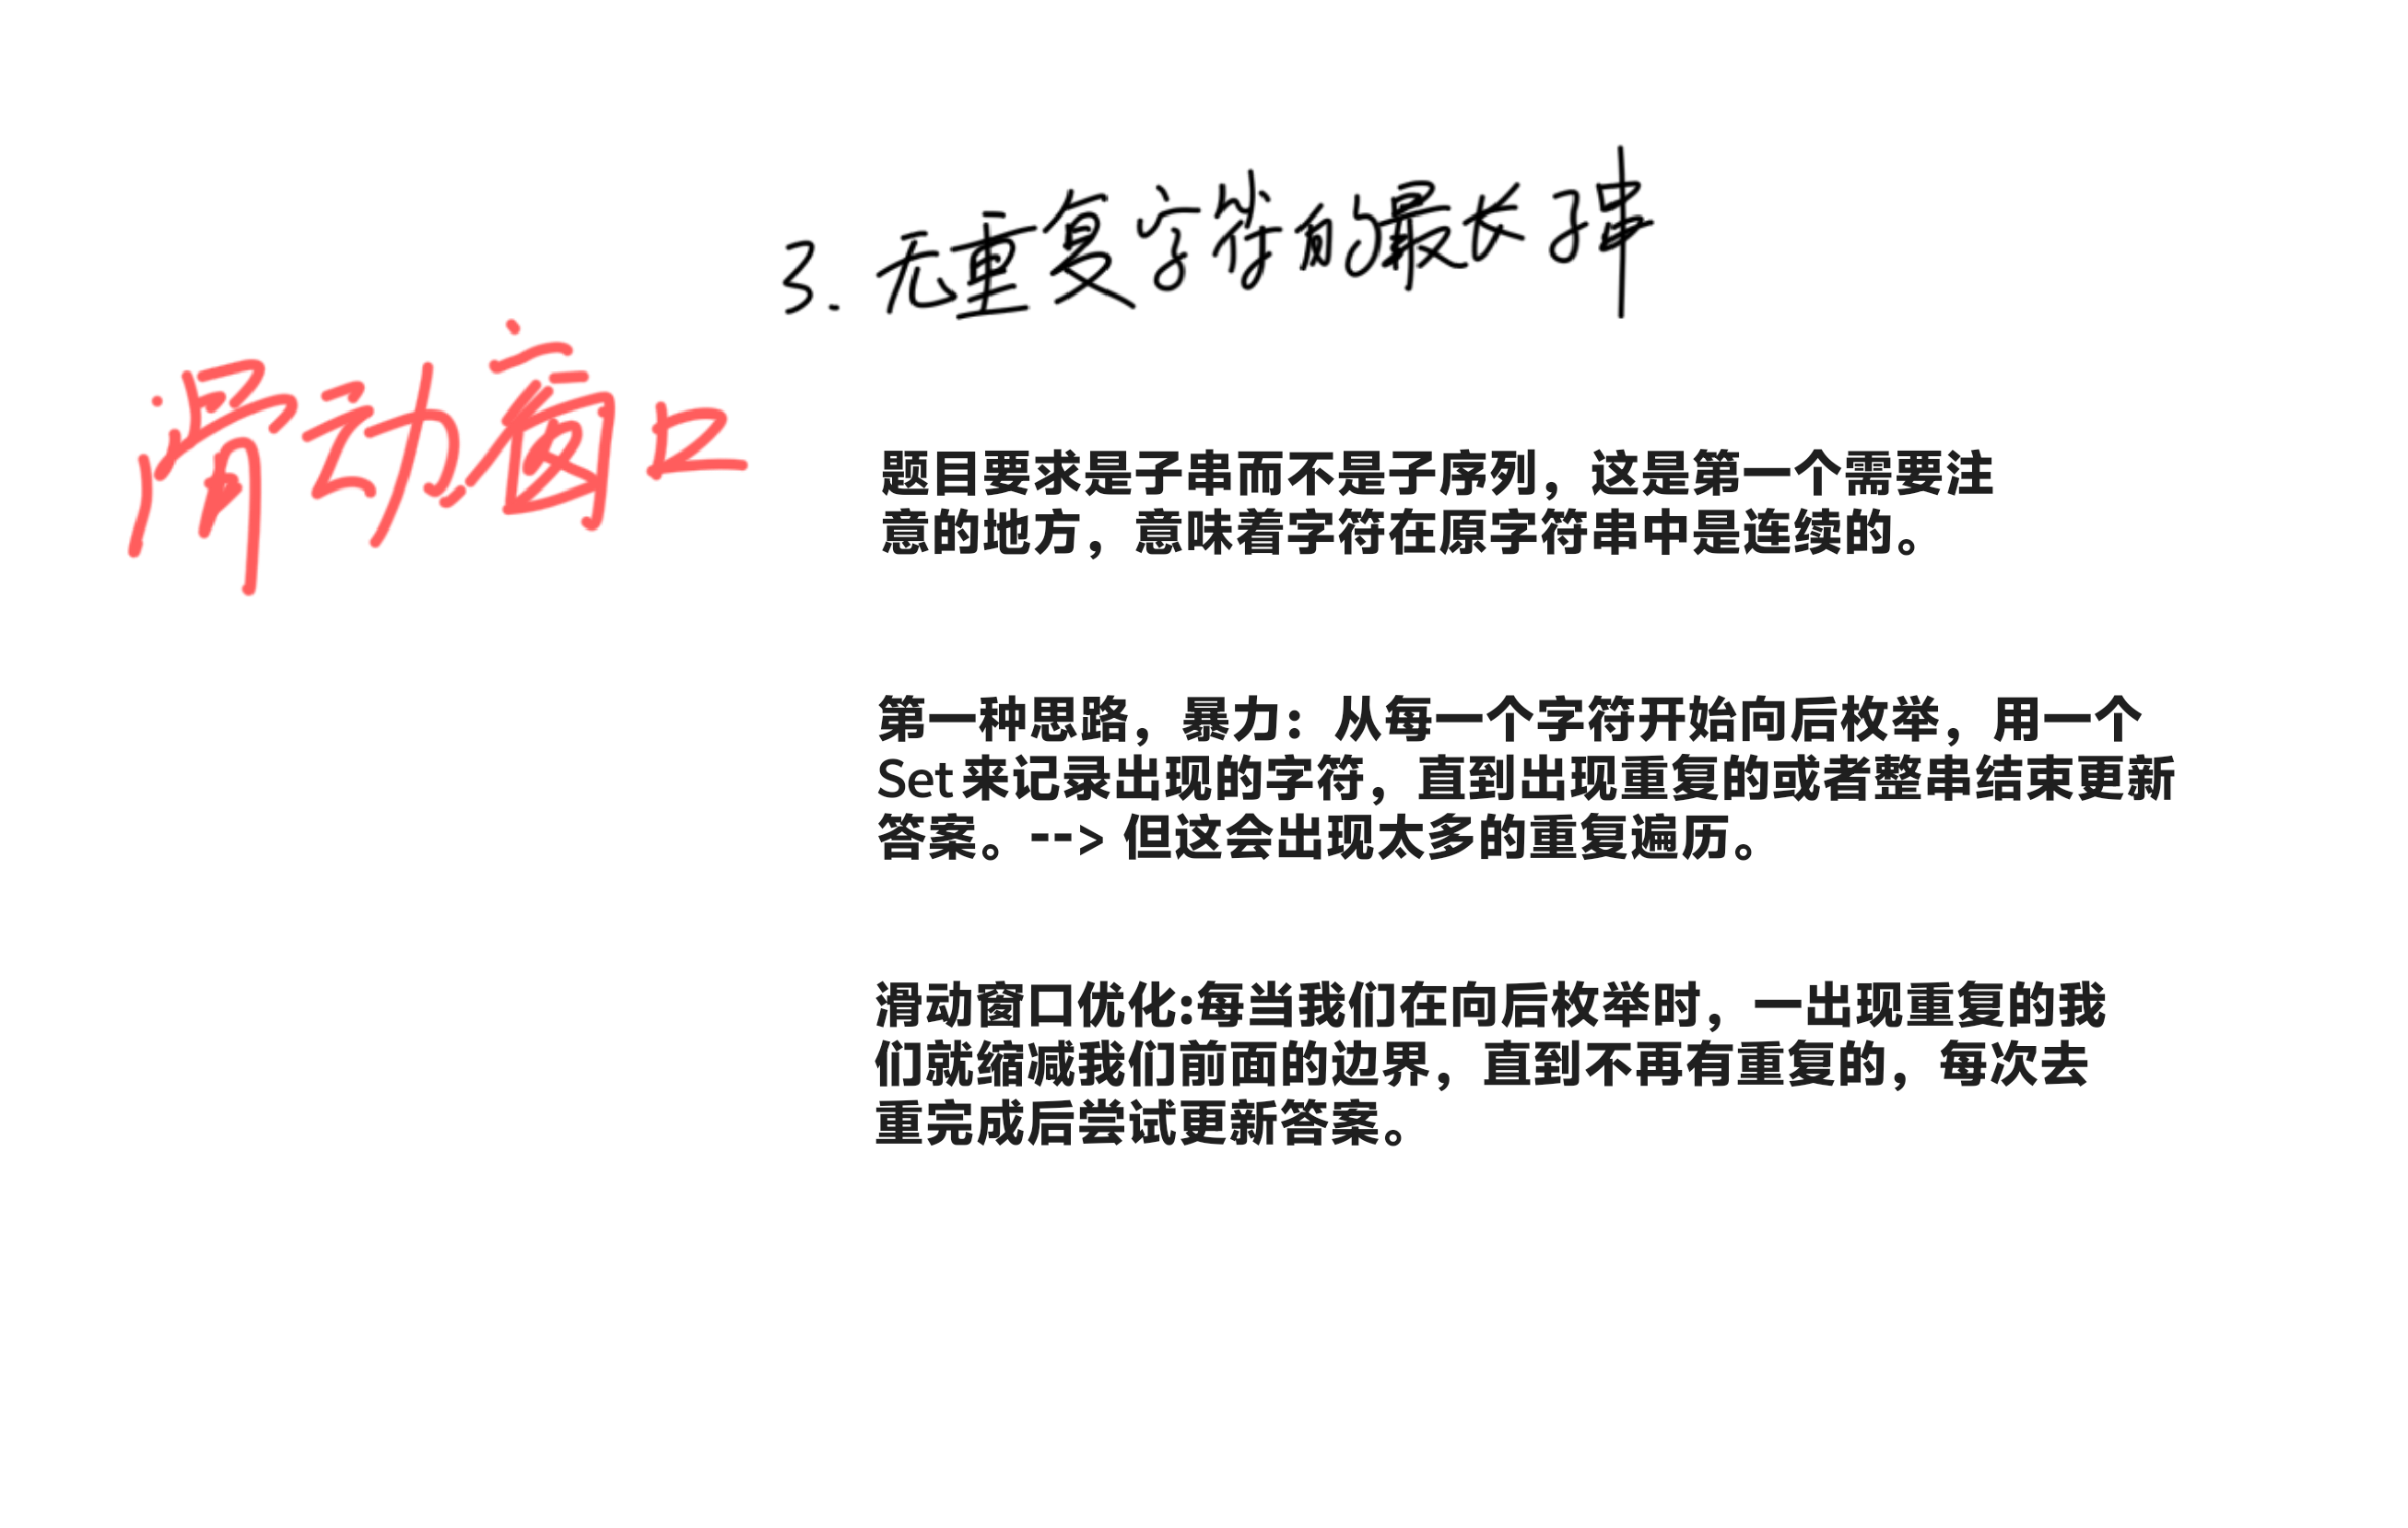 3. 无重复字符的最长子串
滑动窗口
题目要求是子串而不是子序列，这是第一个需要注
意的地方，意味着字符在原字符串中是连续的。
第一种思路，暴力：从每一个字符开始向后枚举，用一个
Set 来记录出现的字符，直到出现重复的或者整串结束更新
答案。--> 但这会出现太多的重复遍历。
滑动窗口优化:每当我们在向后枚举时，一出现重复的我
们就缩减我们前面的边界，直到不再有重复的，每次去
重完成后尝试更新答案。